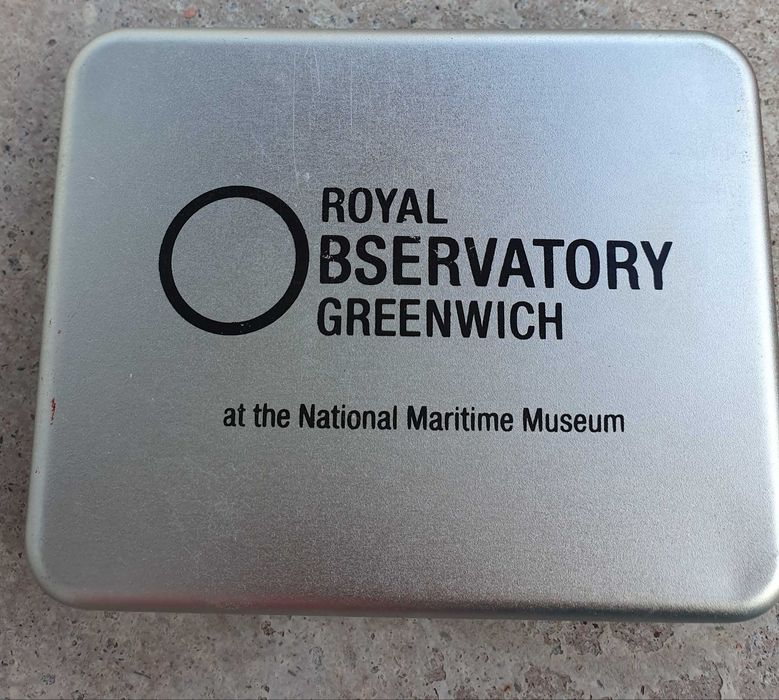 ROYAL
OBSERVATORY
GREENWICH
at the National Maritime Museum